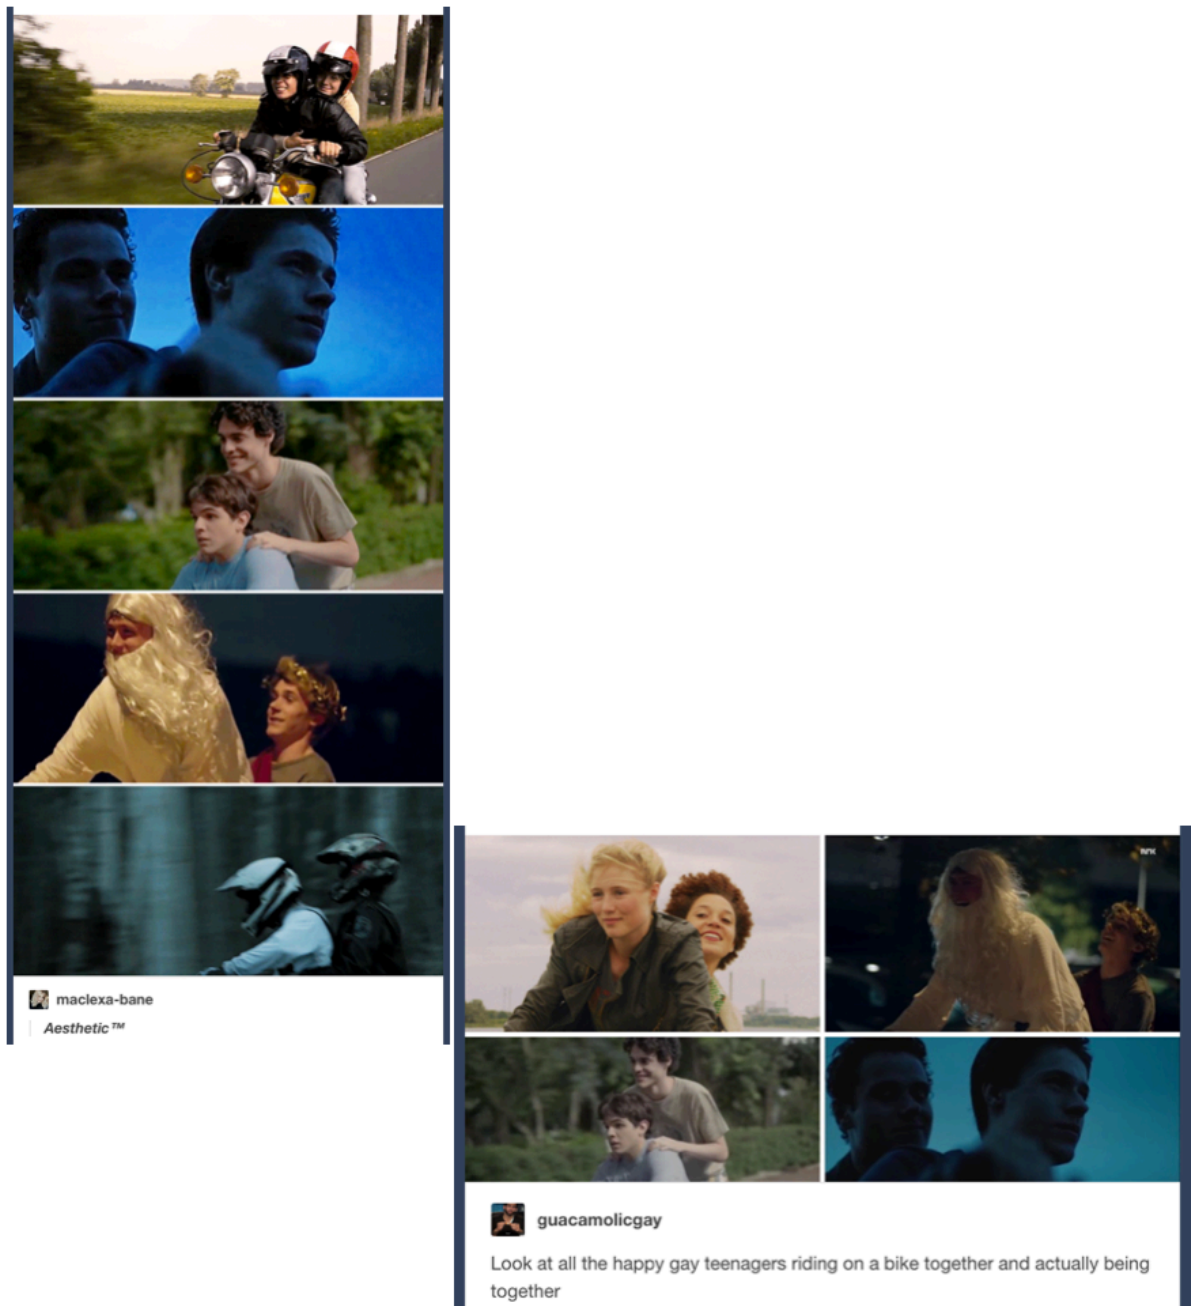 maclexa-bane
Aesthetic™
NRK
guacamolicgay
Look at all the happy gay teenagers riding on a bike together and actually being
together